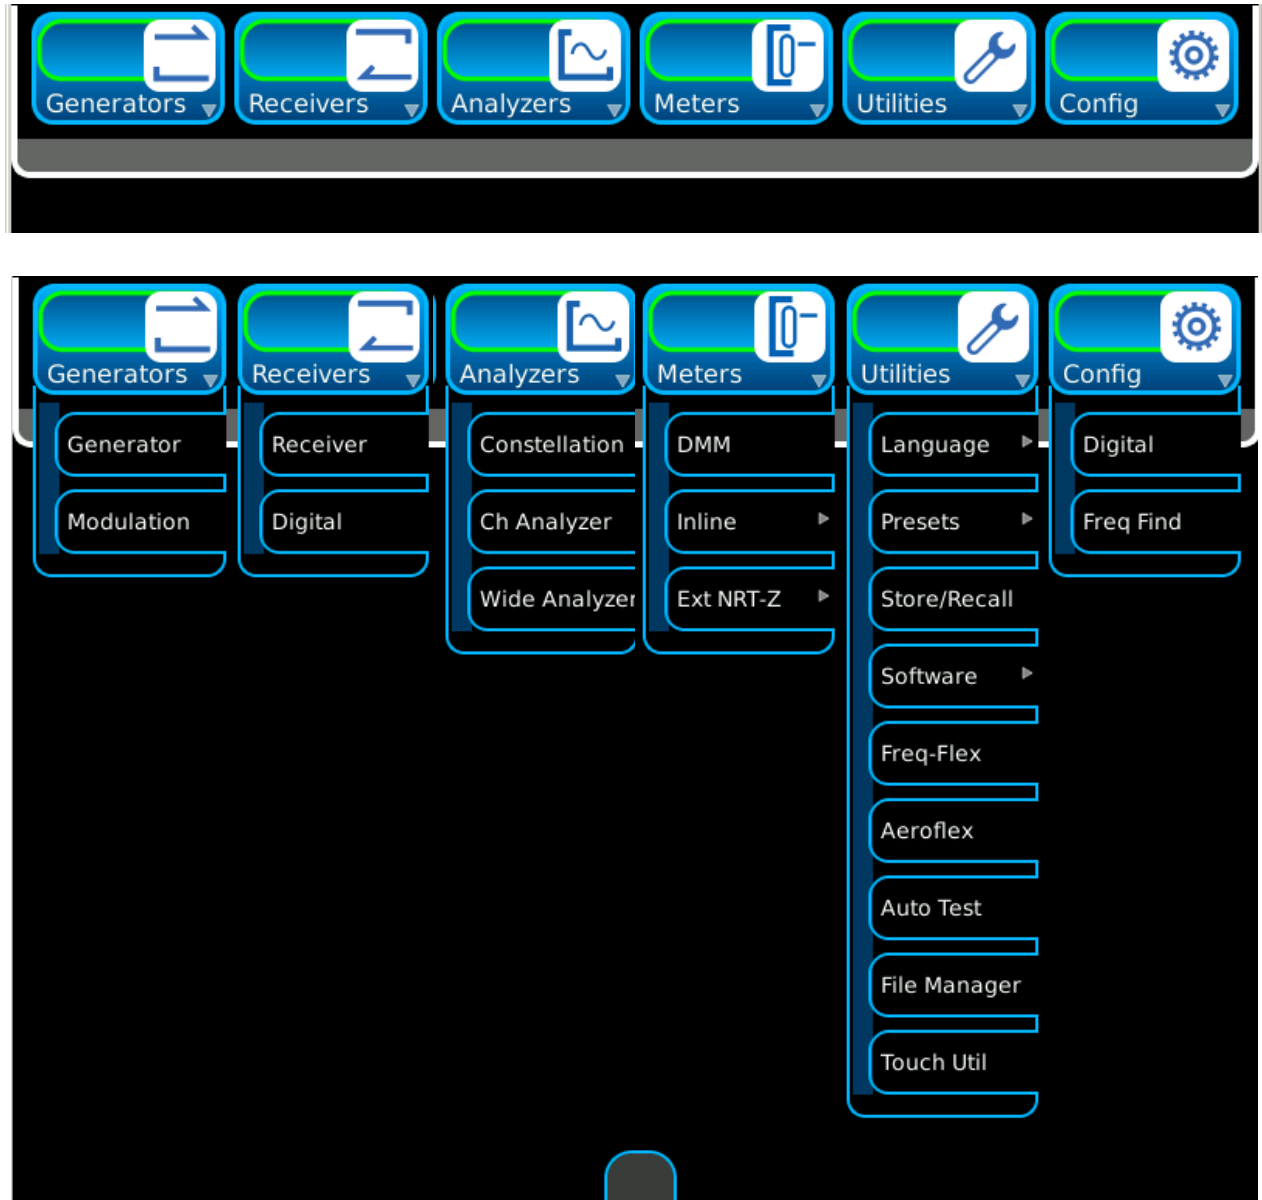 Generators
Receivers
Analyzers
Meters
Utilities
Config
Generators
Receivers
Analyzers
Meters
Utilities
Config
Generator
Receiver
Constellation
DMM
Language
Digital
Modulation
Digital
Ch Analyzer
Inline
Presets
Freq Find
Wide Analyzer
Ext NRT-Z
Store/Recall
Software
Freq-Flex
Aeroflex
Auto Test
File Manager
Touch Util